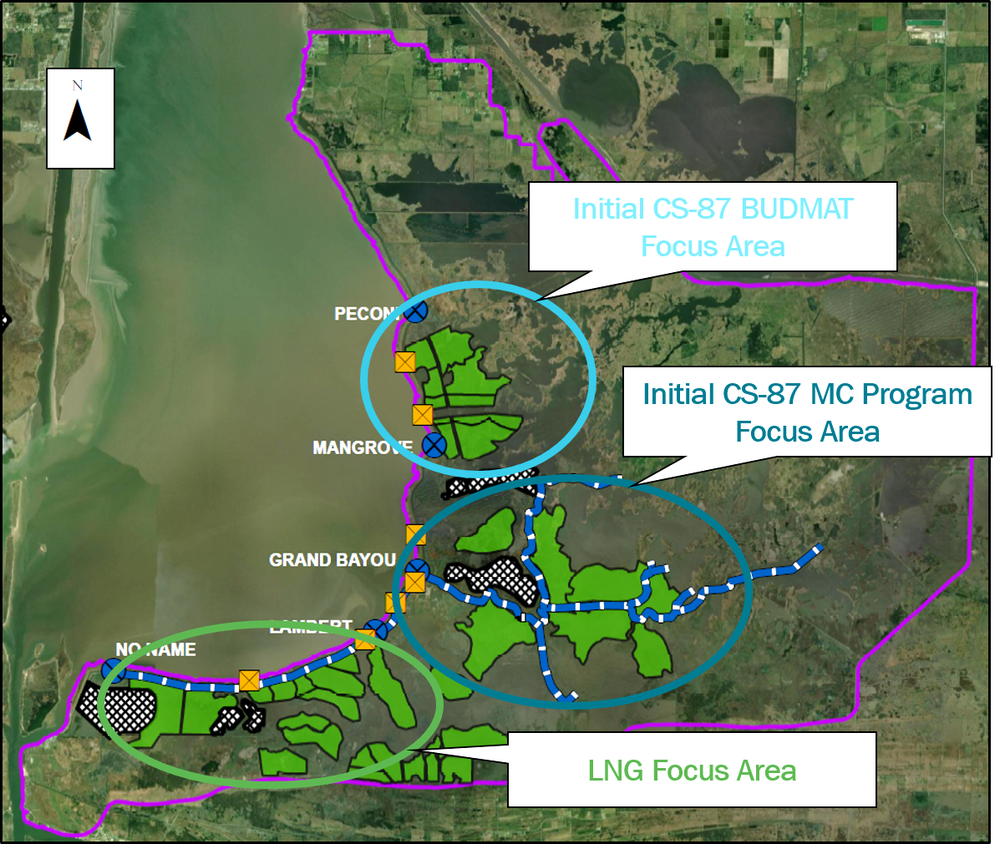 N
Initial CS-87 BUDMAT
Focus Area
PECON
Initial CS-87 MC Program
Focus Area
MANGROVE
GRAND BAYOU
LAMBERT
NO NAME
LNG Focus Area